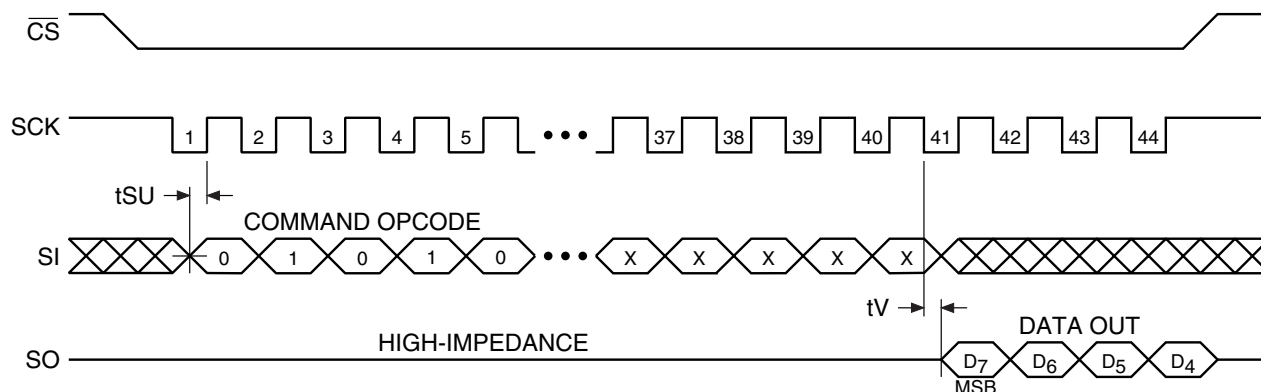 CS
SCK 1 2 3 4 5 ••• 37 38 39 40 41 42 43 44
tSU
COMMAND OPCODE
SI 0 1 0 1 0 ••• X X X X X
tV
HIGH-IMPEDANCE DATA OUT
SO D7 D6 D5 D4
MSB